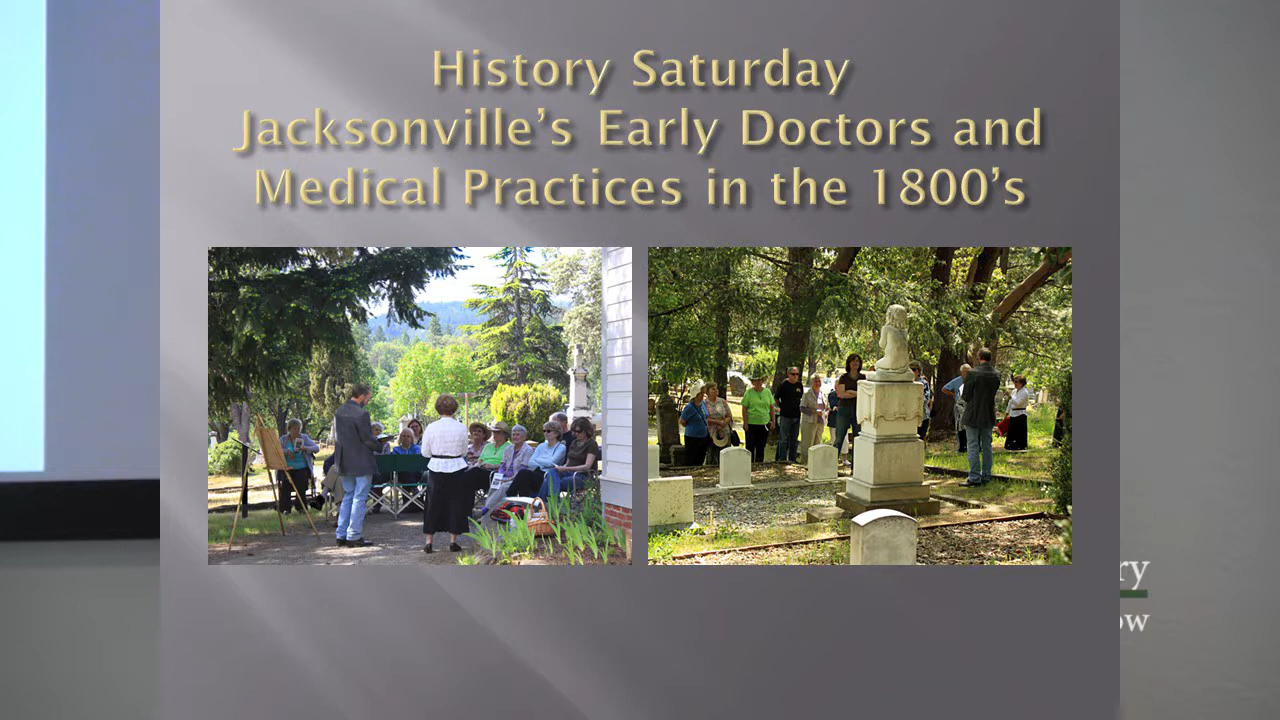 History Saturday
Jacksonville’s Early Doctors and
Medical Practices in the 1800’s